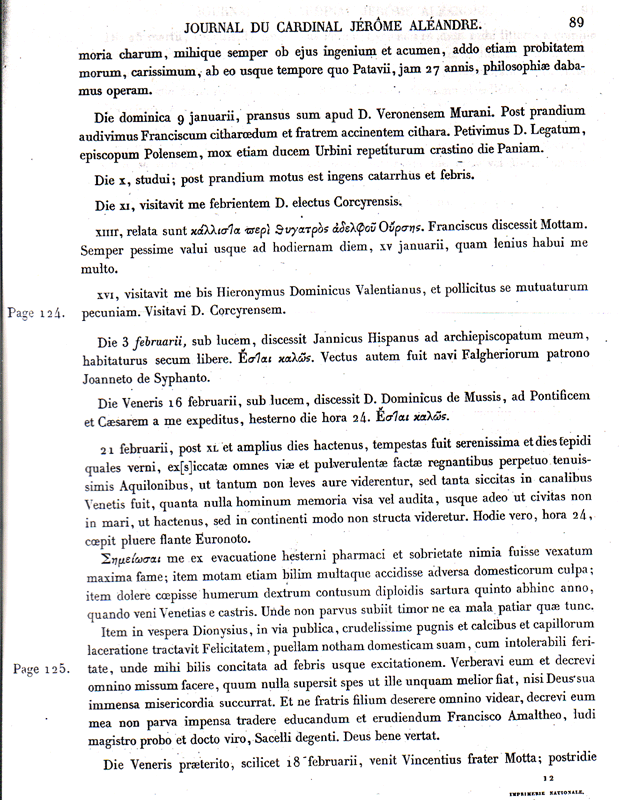 JOURNAL DU CARDINAL JÉRÔME ALÉANDRE. 89
moria charum, mihique semper ob ejus ingenium et acumen, addo etiam probitatem
morum, carissimum, ab eo usque tempore quo Patavii, jam 27 annis, philosophiæ daba-
mus operam.
Die dominica 9 januarii, pransus sum apud D. Veronensem Murani. Post prandium
audivimus Franciscum citharœdum et fratrem accinentem cithara. Petivimus D. Legatum,
episcopum Polensem, mox etiam ducem Urbini repetiturum crastino die Paniam.
Die x, studui; post prandium motus est ingens catarrhus et febris.
Die xi, visitavit me febrientem D. electus Corcyrensis.
xiiii, relata sunt κάλλιστα περὶ θυγατρὸς ἀδελφοῦ Οὔρσης. Franciscus discessit Mottam.
Semper pessime valui usque ad hodiernam diem, xv januarii, quam lenius habui me
multo.
xvi, visitavit me bis Hieronymus Dominicus Valentianus, et pollicitus se mutuaturum
Page 124. pecuniam. Visitavi D. Corcyrensem.
Die 3 februarii, sub lucem, discessit Jannicus Hispanus ad archiepiscopatum meum,
habitaturus secum libere. Ἔσται καλῶς. Vectus autem fuit navi Falgheriorum patrono
Joanneto de Syphanto.
Die Veneris 16 februarii, sub lucem, discessit D. Dominicus de Mussis, ad Pontificem
et Cæsarem a me expeditus, hesterno die hora 24. Ἔσται καλῶς.
21 februarii, post xl et amplius dies hactenus, tempestas fuit serenissima et dies tepidi
quales verni, ex[s]iccatæ omnes viæ et pulverulentæ factæ regnantibus perpetuo tenuis-
simis Aquilonibus, ut tantum non leves auræ viderentur, sed tanta siccitas in canalibus
Venetis fuit, quanta nulla hominum memoria visa vel audita, usque adeo ut civitas non
in mari, ut hactenus, sed in continenti modo non structa videretur. Hodie vero, hora 24,
cœpit pluere flante Euronoto.
Σημείωσαι me ex evacuatione hesterni pharmaci et sobrietate nimia fuisse vexatum
maxima fame; item motam etiam bilim multaque accidisse adversa domesticorum culpa;
item dolere cœpisse humerum dextrum contusum diploidis sartura quinto abhinc anno,
quando veni Venetias e castris. Unde non parvus subiit timor ne ea mala patiar quæ tunc.
Item in vespera Dionysius, in via publica, crudelissime pugnis et calcibus et capillorum
laceratione tractavit Felicitatem, puellam notham domesticam suam, cum intolerabili feri-
Page 125. tate, unde mihi bilis concitata ad febris usque excitationem. Verberavi eum et decrevi
omnino missum facere, quum nulla supersit spes ut ille unquam melior fiat, nisi Deus sua
immensa misericordia succurrat. Et ne fratris filium deserere omnino videar, decrevi eum
mea non parva impensa tradere educandum et erudiendum Francisco Amaltheo, ludi
magistro probo et docto viro, Sacelli degenti. Deus bene vertat.
Die Veneris præterito, scilicet 18 februarii, venit Vincentius frater Motta; postridie
12
IMPRIMERIE NATIONALE.